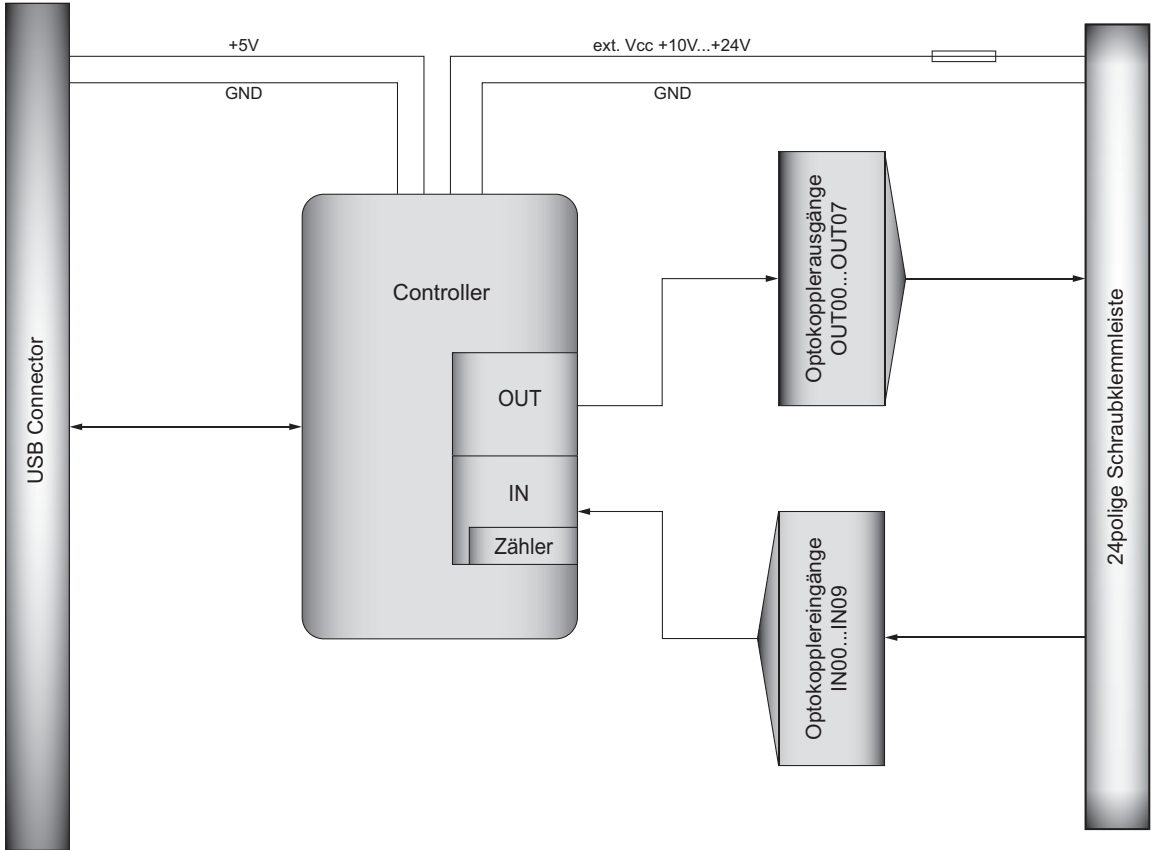 +5V
ext. Vcc +10V...+24V
GND
GND
USB Connector
Controller
OUT
IN
Zähler
Optokopplerausgänge
OUT00...OUT07
Optokopplereingänge
IN00...IN09
24polige Schraubklemmleiste